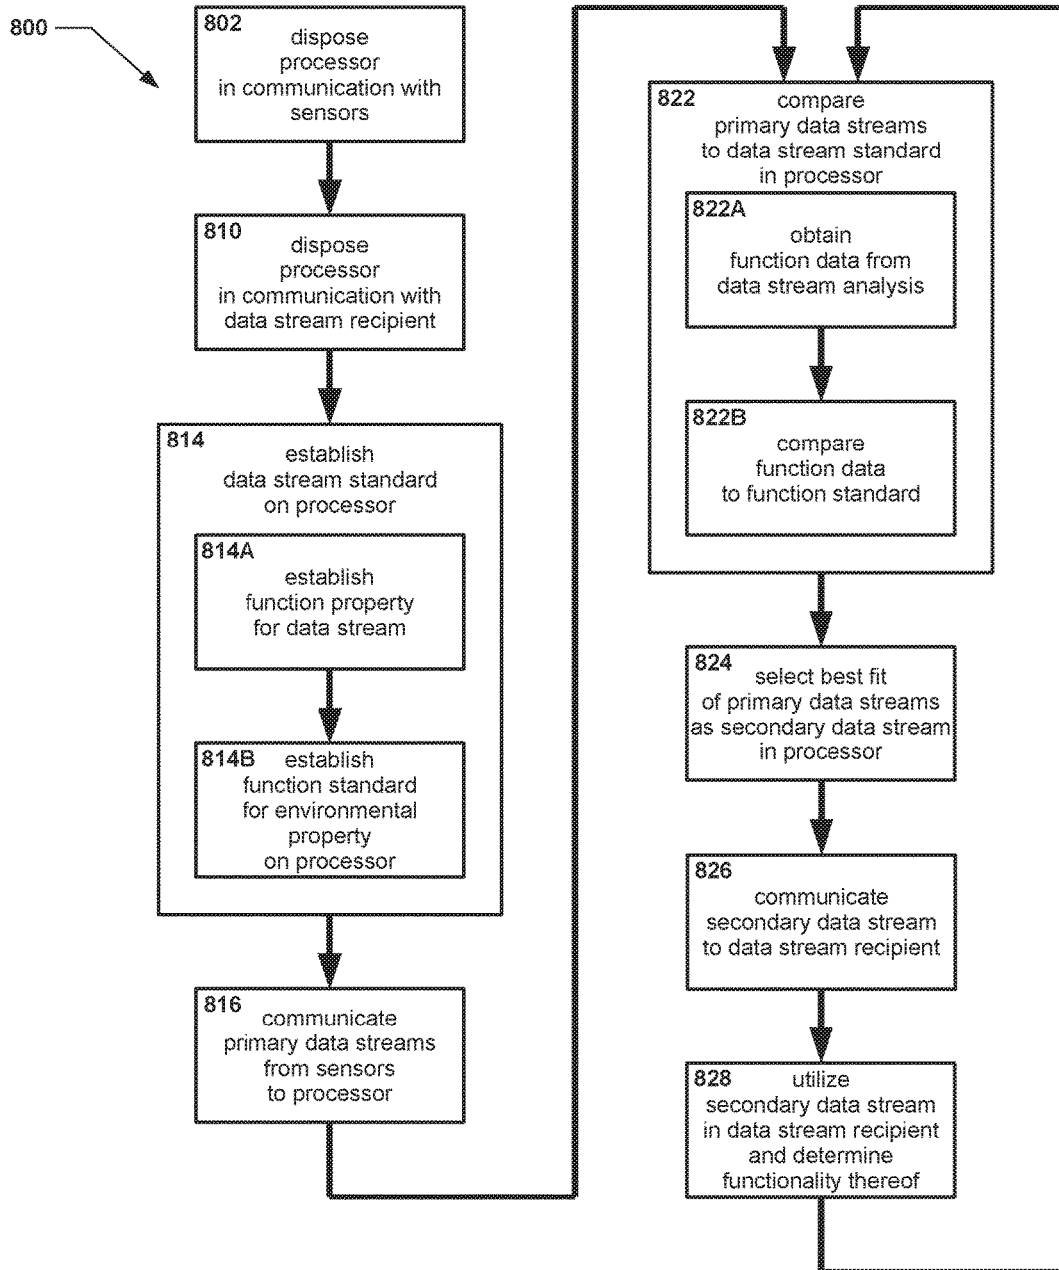 800
802
dispose
processor
in communication with
sensors
810
dispose
processor
in communication with
data stream recipient
814
establish
data stream standard
on processor
814A
establish
function property
for data stream
814B establish
function standard
for environmental
property
on processor
816
communicate
primary data streams
from sensors
to processor
822 compare
primary data streams
to data stream standard
in processor
822A
obtain
function data from
data stream analysis
822B
compare
function data
to function standard
824
select best fit
of primary data streams
as secondary data stream
in processor
826
communicate
secondary data stream
to data stream recipient
828 utilize
secondary data stream
in data stream recipient
and determine
functionality thereof